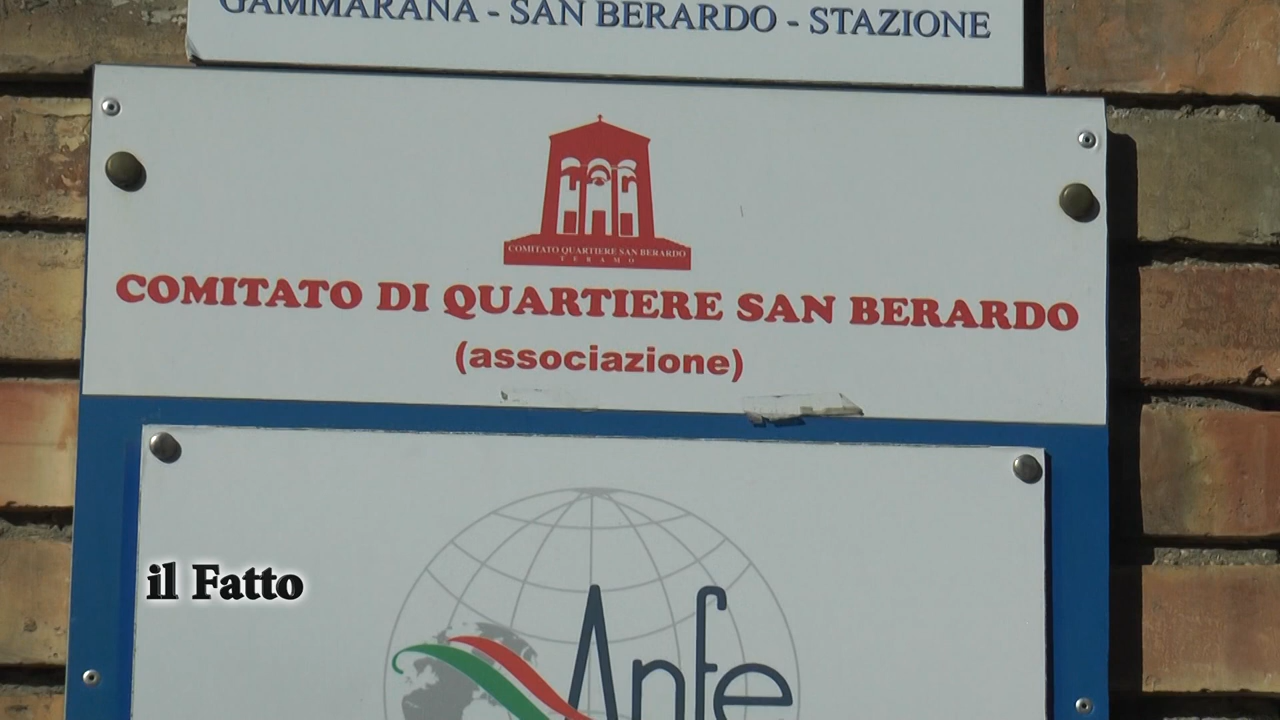 GAMMARANA - SAN BERARDO - STAZIONE
COMITATO QUARTIERE SAN BERARDO
TERAMO
COMITATO DI QUARTIERE SAN BERARDO
(associazione)
il Fatto
Anfe